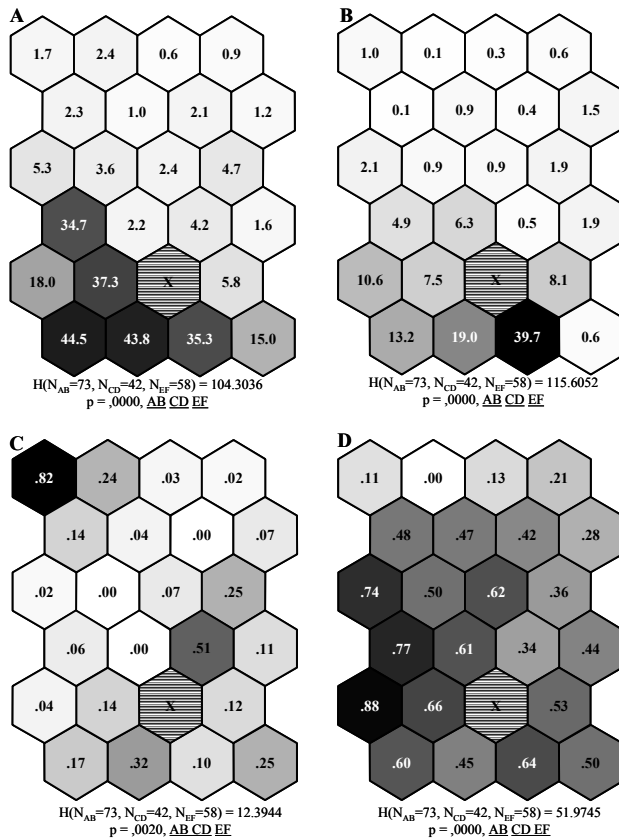 A B
1.7 2.4 0.6 0.9 1.0 0.1 0.3 0.6
2.3 1.0 2.1 1.2 0.1 0.9 0.4 1.5
5.3 3.6 2.4 4.7 2.1 0.9 0.9 1.9
34.7 2.2 4.2 1.6 4.9 6.3 0.5 1.9
18.0 37.3 X 5.8 10.6 7.5 X 8.1
44.5 43.8 35.3 15.0 13.2 19.0 39.7 0.6
H(N_AB=73, N_CD=42, N_EF=58) = 104.3036 H(N_AB=73, N_CD=42, N_EF=58) = 115.6052
p = ,0000, AB CD EF p = ,0000, AB CD EF
C D
.82 .24 .03 .02 .11 .00 .13 .21
.14 .04 .00 .07 .48 .47 .42 .28
.02 .00 .07 .25 .74 .50 .62 .36
.06 .00 .51 .11 .77 .61 .34 .44
.04 .14 X .12 .88 .66 X .53
.17 .32 .10 .25 .60 .45 .64 .50
H(N_AB=73, N_CD=42, N_EF=58) = 12.3944 H(N_AB=73, N_CD=42, N_EF=58) = 51.9745
p = ,0020, AB CD EF p = ,0000, AB CD EF